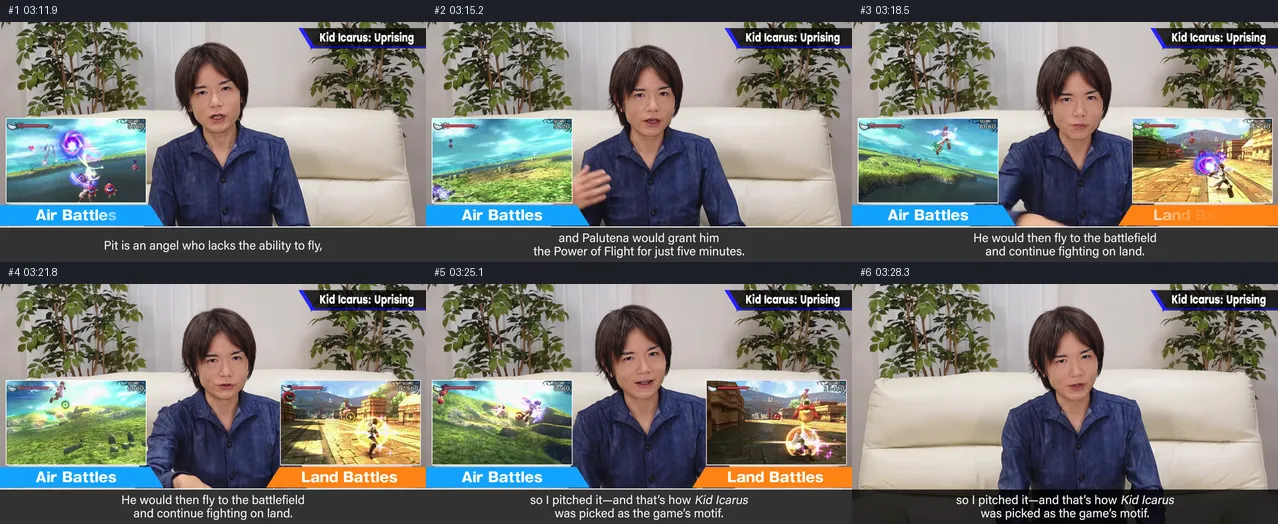 #1 03:11.9
Kid Icarus: Uprising
Air Battles
Pit is an angel who lacks the ability to fly,
#2 03:15.2
Kid Icarus: Uprising
Air Battles
and Palutena would grant him
the Power of Flight for just five minutes.
#3 03:18.5
Kid Icarus: Uprising
Air Battles
Land Ba
He would then fly to the battlefield
and continue fighting on land.
#4 03:21.8
Kid Icarus: Uprising
Air Battles
Land Battles
He would then fly to the battlefield
and continue fighting on land.
#5 03:25.1
Kid Icarus: Uprising
Air Battles
Land Battles
so I pitched it—and that's how Kid Icarus
was picked as the game's motif.
#6 03:28.3
Kid Icarus: Uprising
so I pitched it—and that's how Kid Icarus
was picked as the game's motif.